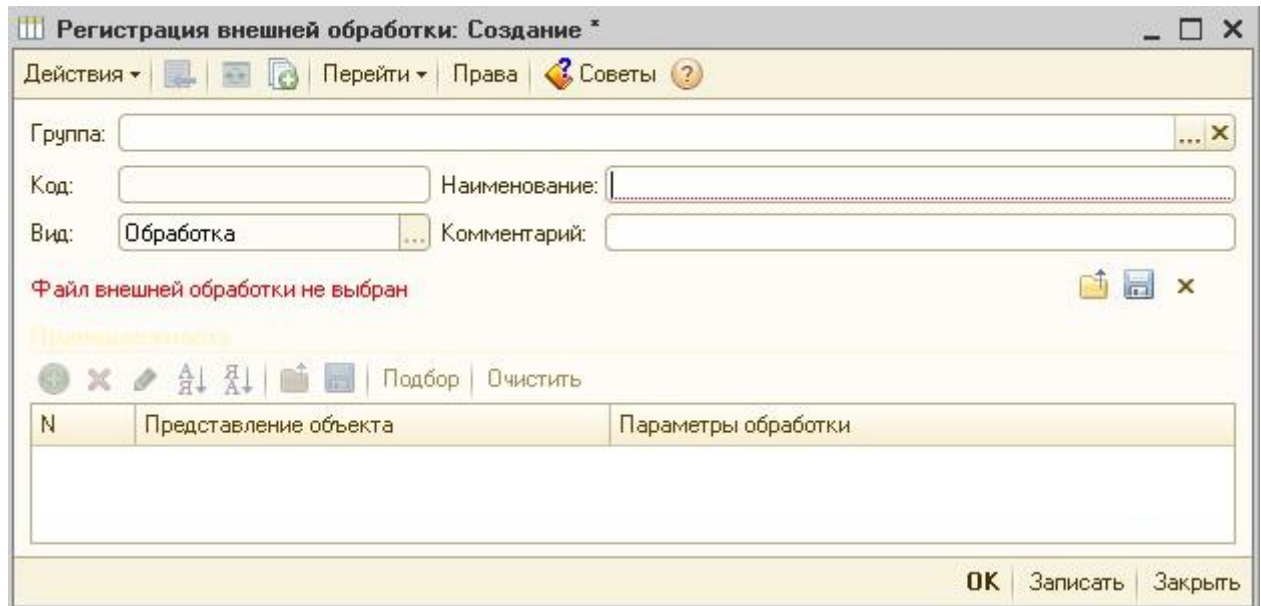 Регистрация внешней обработки: Создание *
Действия Перейти Права Советы ?
Группа: ... ×
Код: Наименование:
Вид: Обработка ... Комментарий:
Файл внешней обработки не выбран
Принадлежность
Подбор Очистить
N Представление объекта Параметры обработки
OK Записать Закрыть